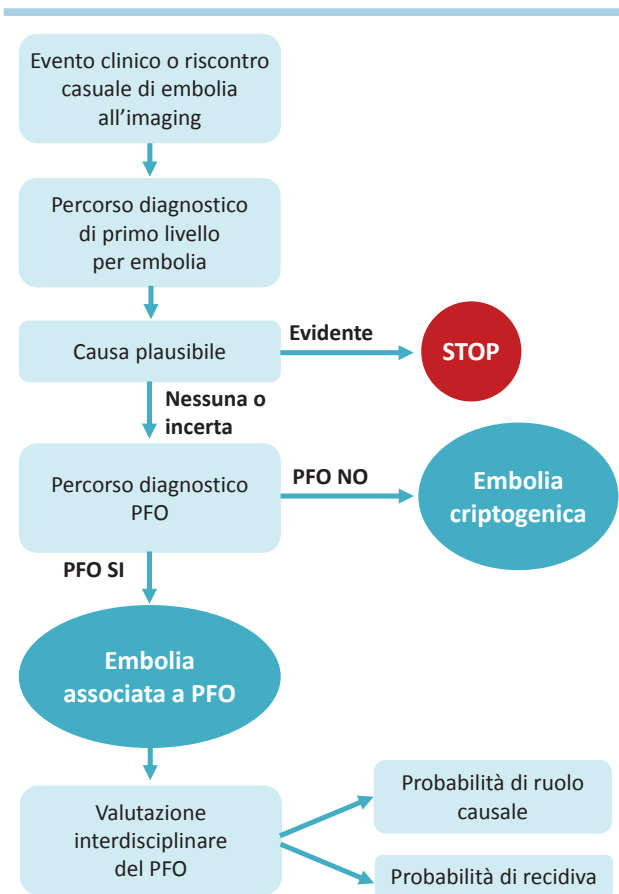 Evento clinico o riscontro
casuale di embolia
all'imaging
Percorso diagnostico
di primo livello
per embolia
Causa plausibile
Evidente
STOP
Nessuna o
incerta
Percorso diagnostico
PFO
PFO NO
Embolia
criptogenica
PFO SI
Embolia
associata a PFO
Valutazione
interdisciplinare
del PFO
Probabilità di ruolo
causale
Probabilità di recidiva